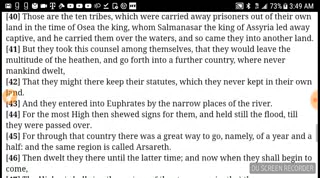 73% 3:49 AM
[40] Those are the ten tribes, which were carried away prisoners out of their own
land in the time of Osea the king, whom Salmanasar the king of Assyria led away
captive, and he carried them over the waters, and so came they into another land.
[41] But they took this counsel among themselves, that they would leave the
multitude of the heathen, and go forth into a further country, where never
mankind dwelt,
[42] That they might there keep their statutes, which they never kept in their own
land.
[43] And they entered into Euphrates by the narrow places of the river.
[44] For the most High then shewed signs for them, and held still the flood, till
they were passed over.
[45] For through that country there was a great way to go, namely, of a year and a
half: and the same region is called Arsareth.
[46] Then dwelt they there until the latter time; and now when they shall begin to
come,
DU SCREEN RECORDER